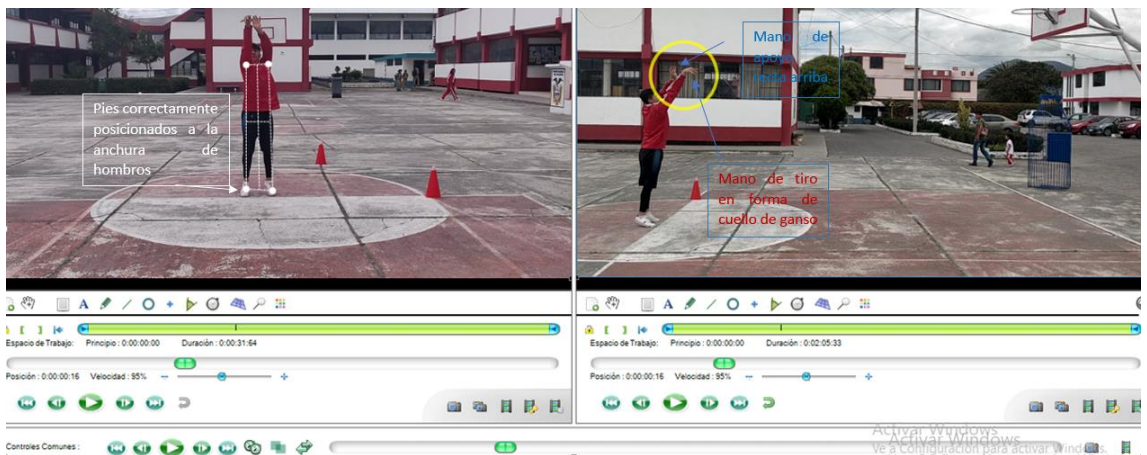 Pies correctamente
posicionados a la
anchura de
hombros
Mano de
apoyo
recta arriba
Mano de tiro
en forma de
cuello de ganso
A
A
Espacio de Trabajo: Principio : 0:00:00:00 Duración : 0:00:31:64
Posición : 0:00:00:16 Velocidad : 95%
Espacio de Trabajo: Principio : 0:00:00:00 Duración : 0:02:05:33
Posición : 0:00:00:16 Velocidad : 95%
Controles Comunes :
Activar Windows
Activar Windows
Ve a Configuración para activar Windows.